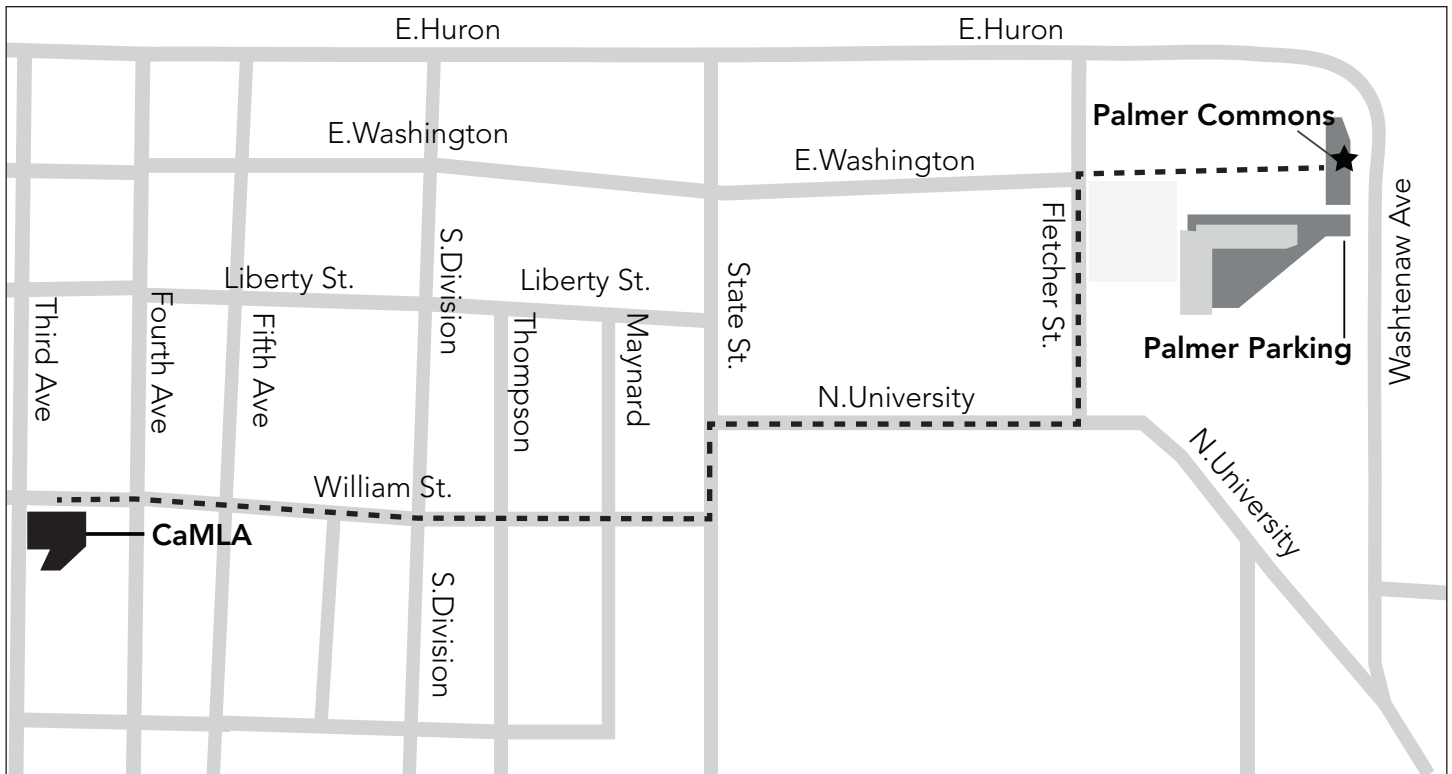 E.Huron
E.Huron
Palmer Commons
E.Washington
E.Washington
Washtenaw Ave
Fletcher St.
S.Division
State St.
Liberty St.
Liberty St.
Third Ave
Fourth Ave
Fifth Ave
Thompson
Maynard
Palmer Parking
N.University
N.University
William St.
CaMLA
S.Division